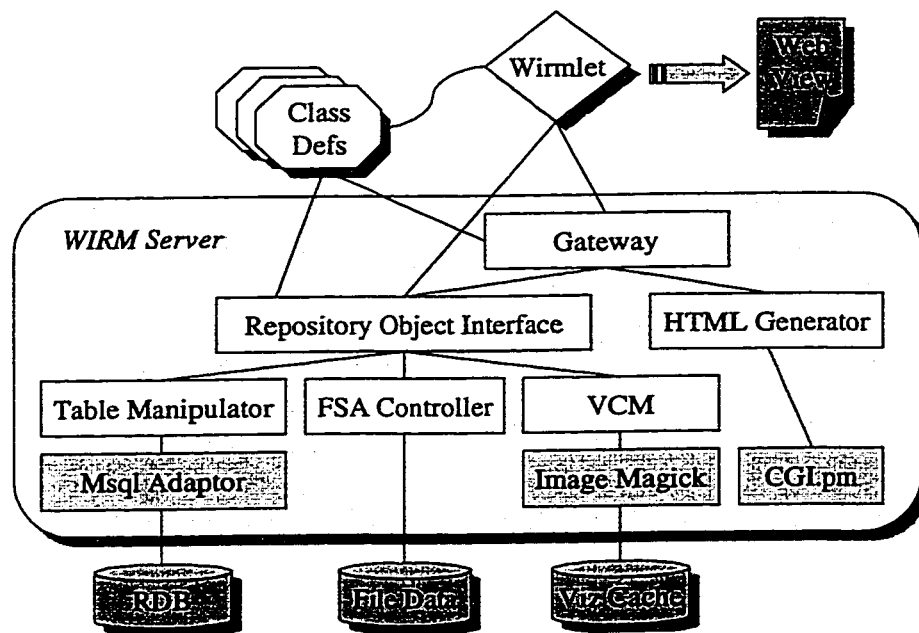 Wirmlet
Web
View
Class
Defs
WIRM Server
Gateway
Repository Object Interface
HTML Generator
Table Manipulator
FSA Controller
VCM
Msql Adaptor
Image Magick
CGI.pm
RDB
File Data
Viz Cache